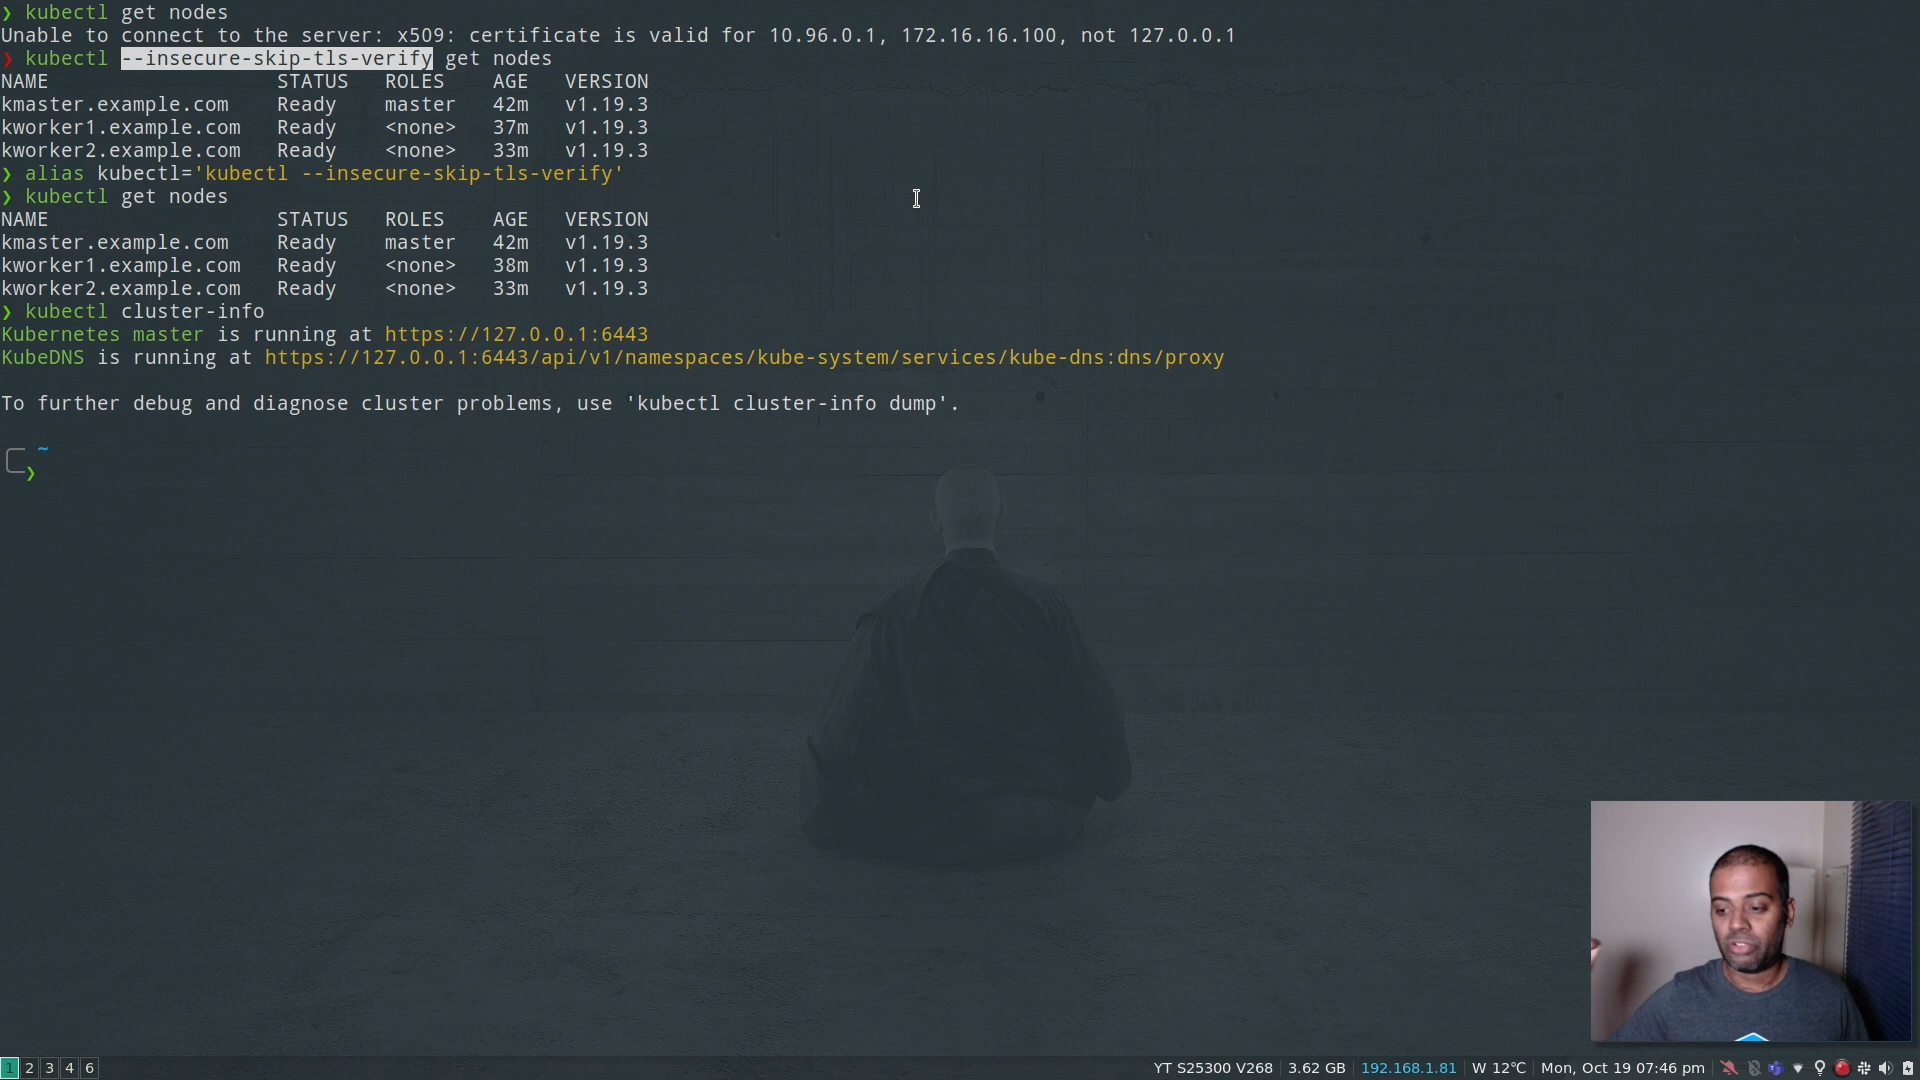 ❯ kubectl get nodes
Unable to connect to the server: x509: certificate is valid for 10.96.0.1, 172.16.16.100, not 127.0.0.1
❯ kubectl --insecure-skip-tls-verify get nodes
NAME                   STATUS   ROLES    AGE   VERSION
kmaster.example.com    Ready    master   42m   v1.19.3
kworker1.example.com   Ready    <none>   37m   v1.19.3
kworker2.example.com   Ready    <none>   33m   v1.19.3
❯ alias kubectl='kubectl --insecure-skip-tls-verify'
❯ kubectl get nodes
NAME                   STATUS   ROLES    AGE   VERSION
kmaster.example.com    Ready    master   42m   v1.19.3
kworker1.example.com   Ready    <none>   38m   v1.19.3
kworker2.example.com   Ready    <none>   33m   v1.19.3
❯ kubectl cluster-info
Kubernetes master is running at https://127.0.0.1:6443
KubeDNS is running at https://127.0.0.1:6443/api/v1/namespaces/kube-system/services/kube-dns:dns/proxy
To further debug and diagnose cluster problems, use 'kubectl cluster-info dump'.
~
❯
1 2 3 4 6 YT S25300 V268 | 3.62 GB | 192.168.1.81 | W 12℃ | Mon, Oct 19 07:46 pm